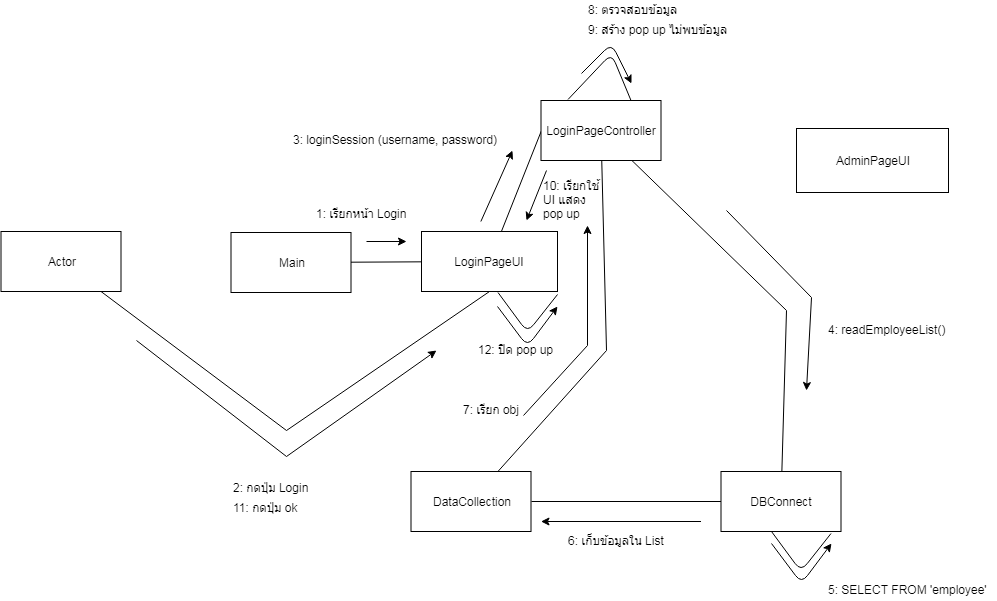 8: ตรวจสอบข้อมูล
9: สร้าง pop up ไม่พบข้อมูล
LoginPageController
3: loginSession (username, password)
AdminPageUI
10: เรียกใช้
UI แสดง
pop up
1: เรียกหน้า Login
Actor
Main
LoginPageUI
4: readEmployeeList()
12: ปิด pop up
7: เรียก obj
2: กดปุ่ม Login
11: กดปุ่ม ok
DataCollection
DBConnect
6: เก็บข้อมูลใน List
5: SELECT FROM 'employee'